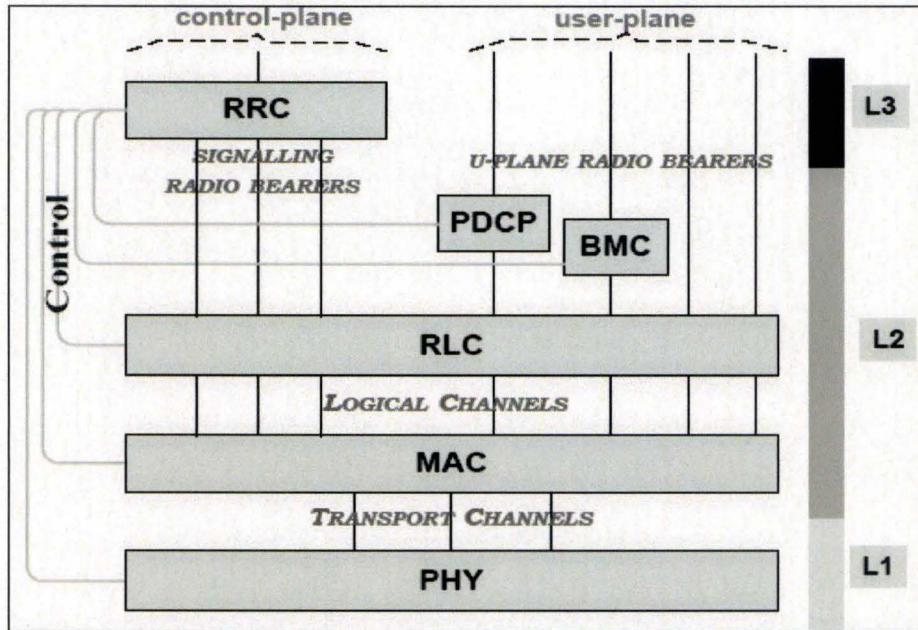 control-plane
user-plane
RRC
L3
SIGNALLING
RADIO BEARERS
U-PLANE RADIO BEARERS
PDCP
BMC
Control
RLC
L2
LOGICAL CHANNELS
MAC
TRANSPORT CHANNELS
PHY
L1